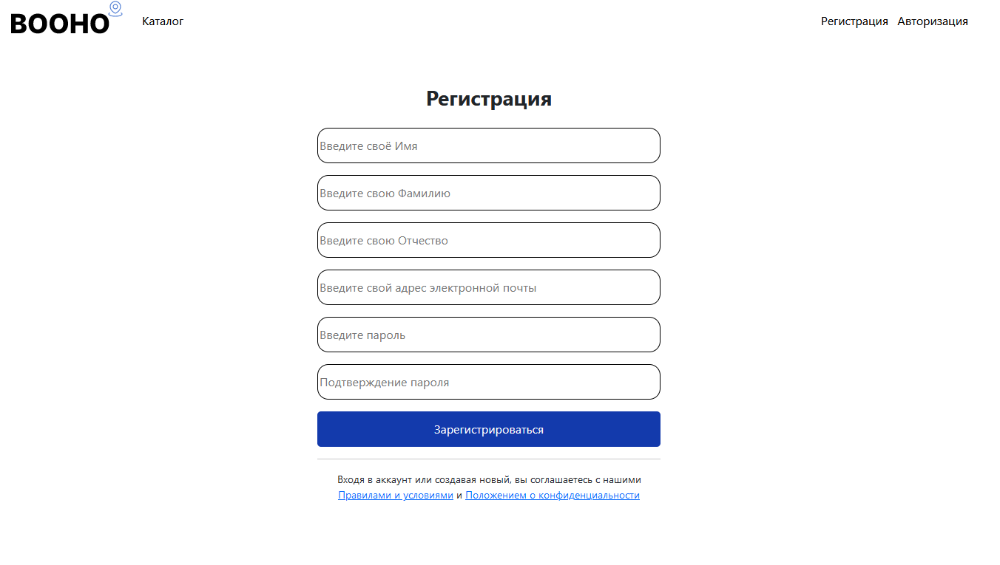 ВООНО
Каталог
Регистрация
Авторизация
Регистрация
Введите своё Имя
Введите свою Фамилию
Введите свою Отчество
Введите свой адрес электронной почты
Введите пароль
Подтверждение пароля
Зарегистрироваться
Входя в аккаунт или создавая новый, вы соглашаетесь с нашими
Правилами и условиями и Положением о конфиденциальности